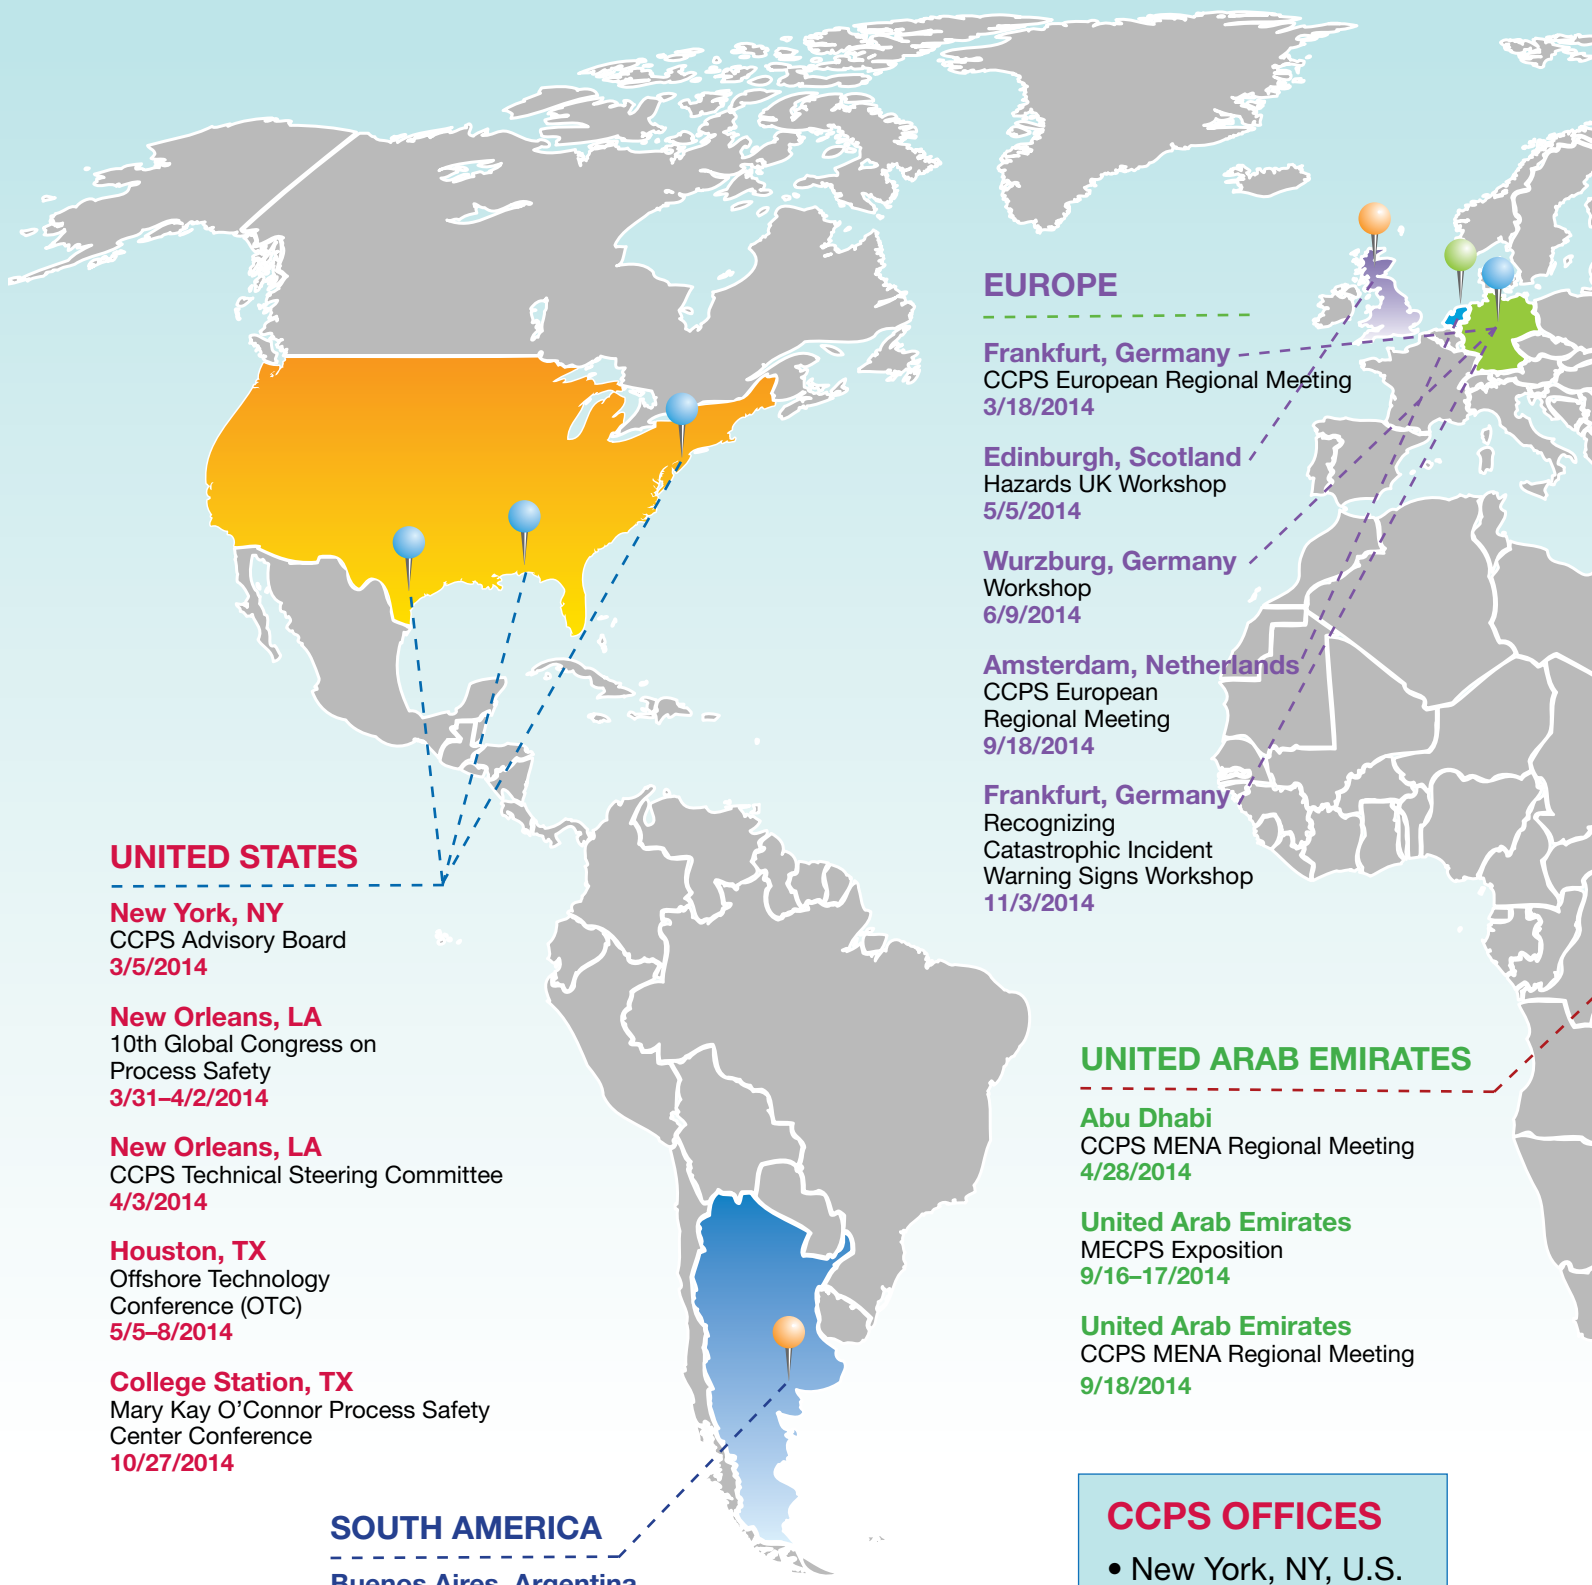 EUROPE
Frankfurt, Germany
CCPS European Regional Meeting
3/18/2014
Edinburgh, Scotland
Hazards UK Workshop
5/5/2014
Wurzburg, Germany
Workshop
6/9/2014
Amsterdam, Netherlands
CCPS European
Regional Meeting
9/18/2014
Frankfurt, Germany
Recognizing
Catastrophic Incident
Warning Signs Workshop
11/3/2014
UNITED STATES
New York, NY
CCPS Advisory Board
3/5/2014
New Orleans, LA
10th Global Congress on
Process Safety
3/31–4/2/2014
New Orleans, LA
CCPS Technical Steering Committee
4/3/2014
Houston, TX
Offshore Technology
Conference (OTC)
5/5–8/2014
College Station, TX
Mary Kay O’Connor Process Safety
Center Conference
10/27/2014
UNITED ARAB EMIRATES
Abu Dhabi
CCPS MENA Regional Meeting
4/28/2014
United Arab Emirates
MECPS Exposition
9/16–17/2014
United Arab Emirates
CCPS MENA Regional Meeting
9/18/2014
SOUTH AMERICA
Buenos Aires, Argentina
CCPS OFFICES
• New York, NY, U.S.